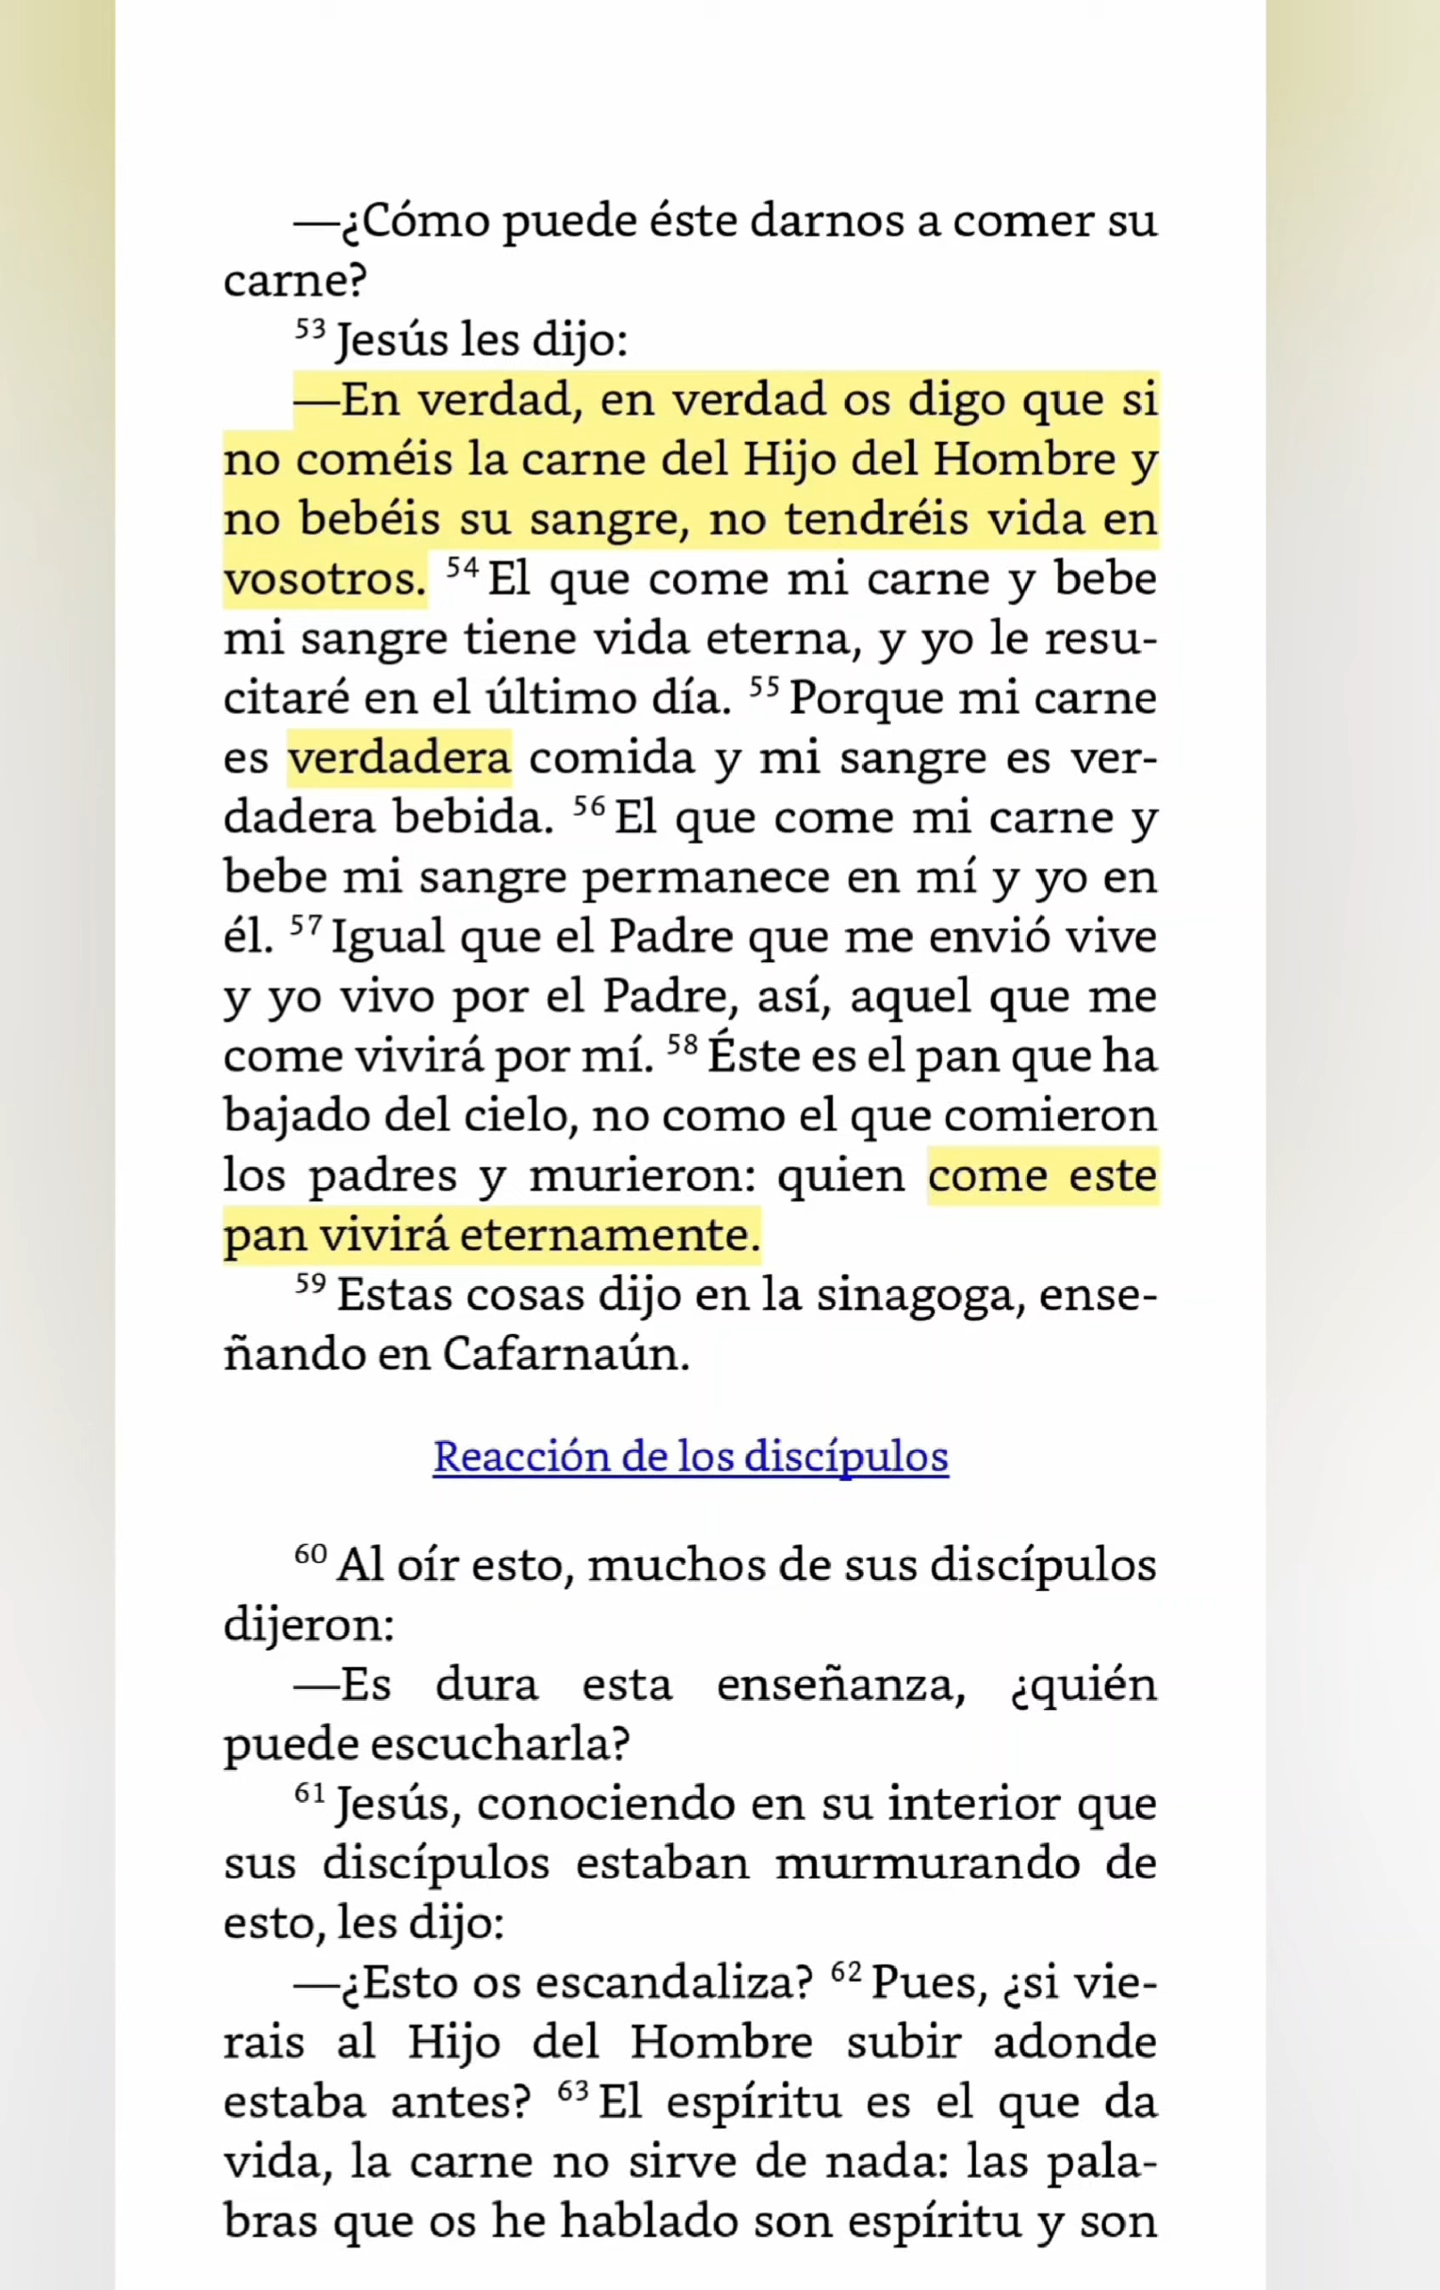 —¿Cómo puede éste darnos a comer su
carne?
53 Jesús les dijo:
—En verdad, en verdad os digo que si
no coméis la carne del Hijo del Hombre y
no bebéis su sangre, no tendréis vida en
vosotros. 54 El que come mi carne y bebe
mi sangre tiene vida eterna, y yo le resu-
citaré en el último día. 55 Porque mi carne
es verdadera comida y mi sangre es ver-
dadera bebida. 56 El que come mi carne y
bebe mi sangre permanece en mí y yo en
él. 57 Igual que el Padre que me envió vive
y yo vivo por el Padre, así, aquel que me
come vivirá por mí. 58 Éste es el pan que ha
bajado del cielo, no como el que comieron
los padres y murieron: quien come este
pan vivirá eternamente.
59 Estas cosas dijo en la sinagoga, ense-
ñando en Cafarnaún.
Reacción de los discípulos
60 Al oír esto, muchos de sus discípulos
dijeron:
—Es dura esta enseñanza, ¿quién
puede escucharla?
61 Jesús, conociendo en su interior que
sus discípulos estaban murmurando de
esto, les dijo:
—¿Esto os escandaliza? 62 Pues, ¿si vie-
rais al Hijo del Hombre subir adonde
estaba antes? 63 El espíritu es el que da
vida, la carne no sirve de nada: las pala-
bras que os he hablado son espíritu y son